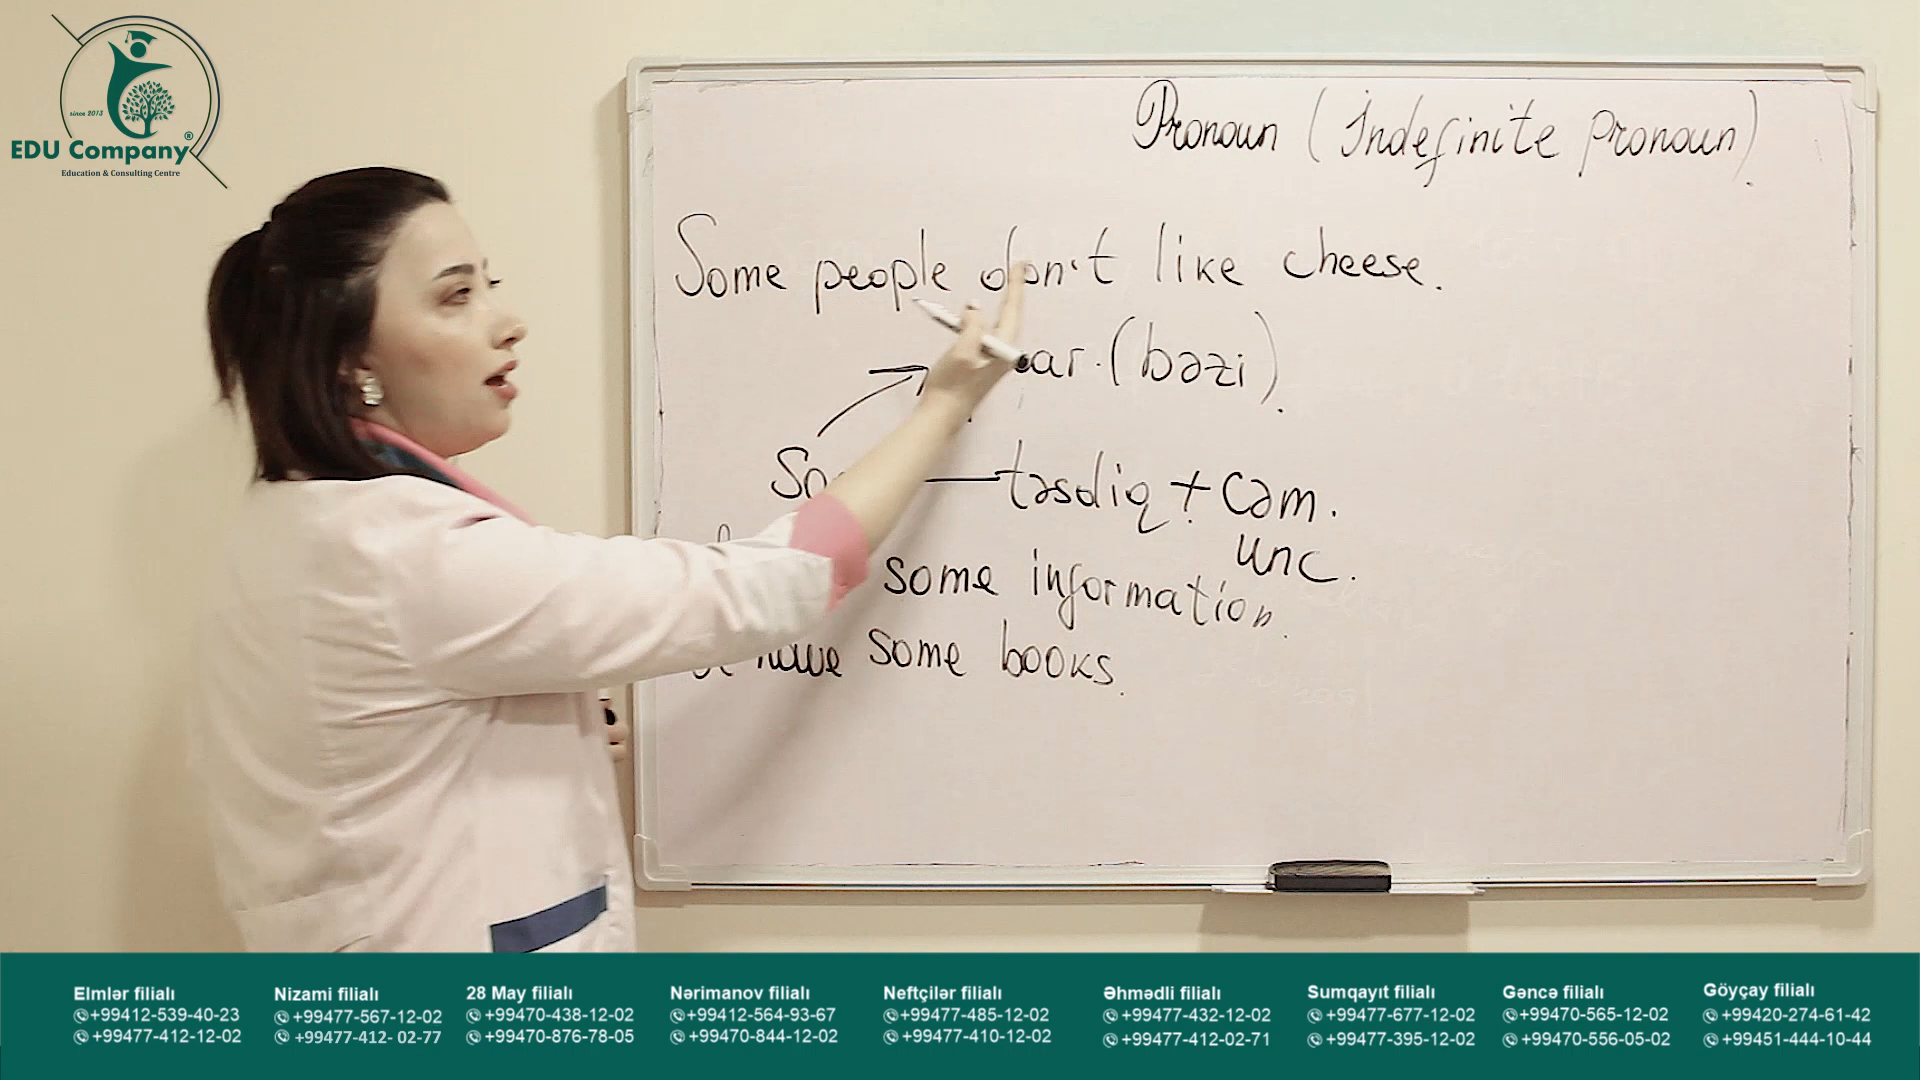 since 2013
EDU Company®
Education & Consulting Centre
Pronoun (Indefinite pronoun).
Some people don't like cheese.
(bəzi).
təsdiq + cəm.
unc.
some information.
have some books.
Elmlər filialı
+99412-539-40-23
+99477-412-12-02
Nizami filialı
+99477-567-12-02
+99477-412- 02-77
28 May filialı
+99470-438-12-02
+99470-876-78-05
Nərimanov filialı
+99412-564-93-67
+99470-844-12-02
Neftçilər filialı
+99477-485-12-02
+99477-410-12-02
Əhmədli filialı
+99477-432-12-02
+99477-412-02-71
Sumqayıt filialı
+99477-677-12-02
+99477-395-12-02
Gəncə filialı
+99470-565-12-02
+99470-556-05-02
Göyçay filialı
+99420-274-61-42
+99451-444-10-44